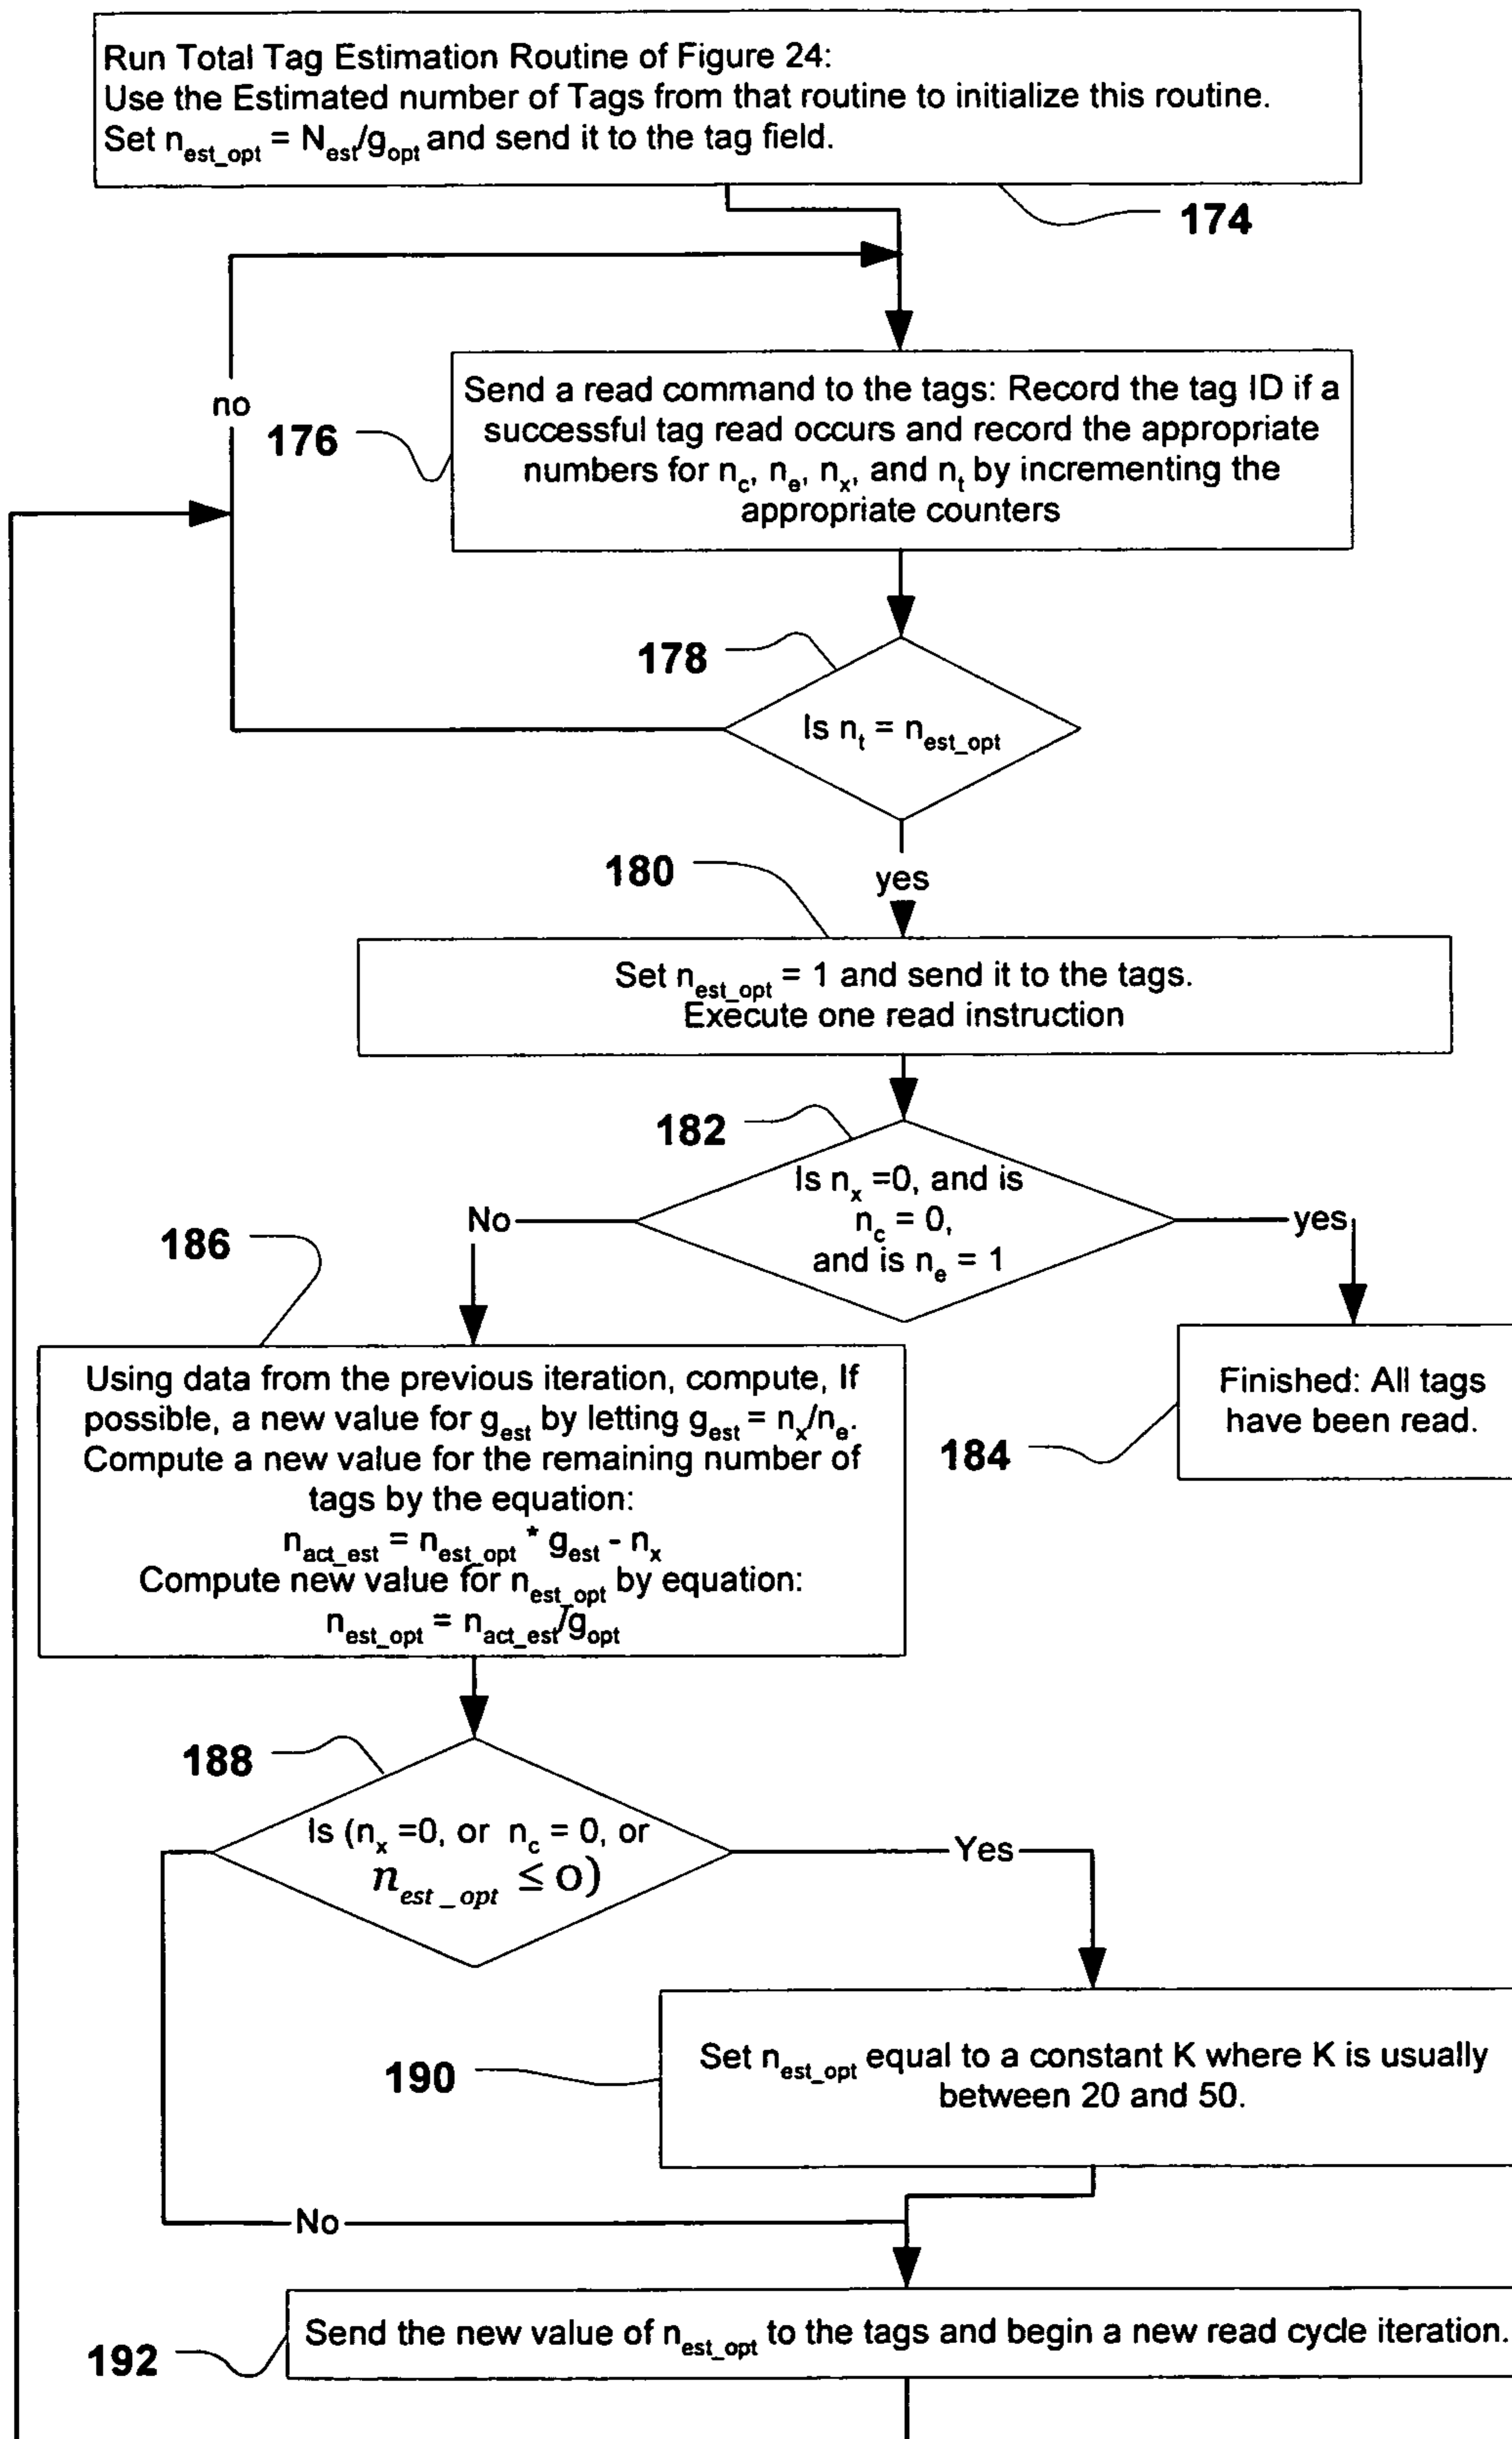 Run Total Tag Estimation Routine of Figure 24:
Use the Estimated number of Tags from that routine to initialize this routine.
Set n_est_opt = N_est/g_opt and send it to the tag field.
174
no
176
Send a read command to the tags: Record the tag ID if a
successful tag read occurs and record the appropriate
numbers for n_c, n_e, n_x, and n_t by incrementing the
appropriate counters
178
Is n_t = n_est_opt
180
yes
Set n_est_opt = 1 and send it to the tags.
Execute one read instruction
182
Is n_x =0, and is
n_c = 0,
and is n_e = 1
No
yes
186
Using data from the previous iteration, compute, If
possible, a new value for g_est by letting g_est = n_x/n_e.
Compute a new value for the remaining number of
tags by the equation:
n_act_est = n_est_opt * g_est - n_x
Compute new value for n_est_opt by equation:
n_est_opt = n_act_est/g_opt
Finished: All tags
have been read.
184
188
Is (n_x =0, or n_c = 0, or
n_est_opt ≤ 0)
Yes
190
Set n_est_opt equal to a constant K where K is usually
between 20 and 50.
No
Send the new value of n_est_opt to the tags and begin a new read cycle iteration.
192